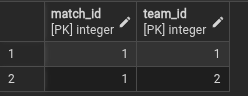 match_id team_id
[PK] integer [PK] integer
1 1 1
2 1 2